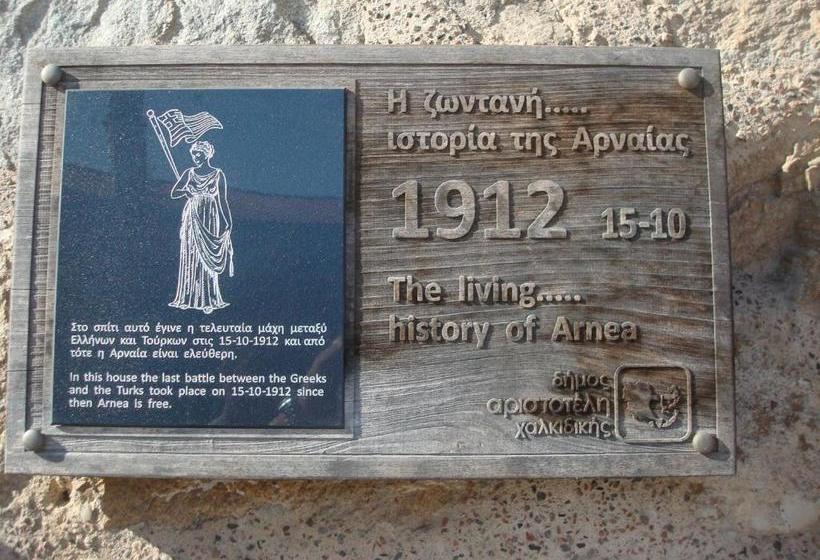 Στο σπίτι αυτό έγινε η τελευταία μάχη μεταξύ
Ελλήνων και Τούρκων στις 15-10-1912 και από
τότε η Αρναία είναι ελεύθερη.
In this house the last battle between the Greeks
and the Turks took place on 15-10-1912 since
then Arnea is free.
Η ζωντανή.....
ιστορία της Αρναίας
1912 15-10
The living.....
history of Arnea
δήμος
αριστοτέλη
χαλκιδικής